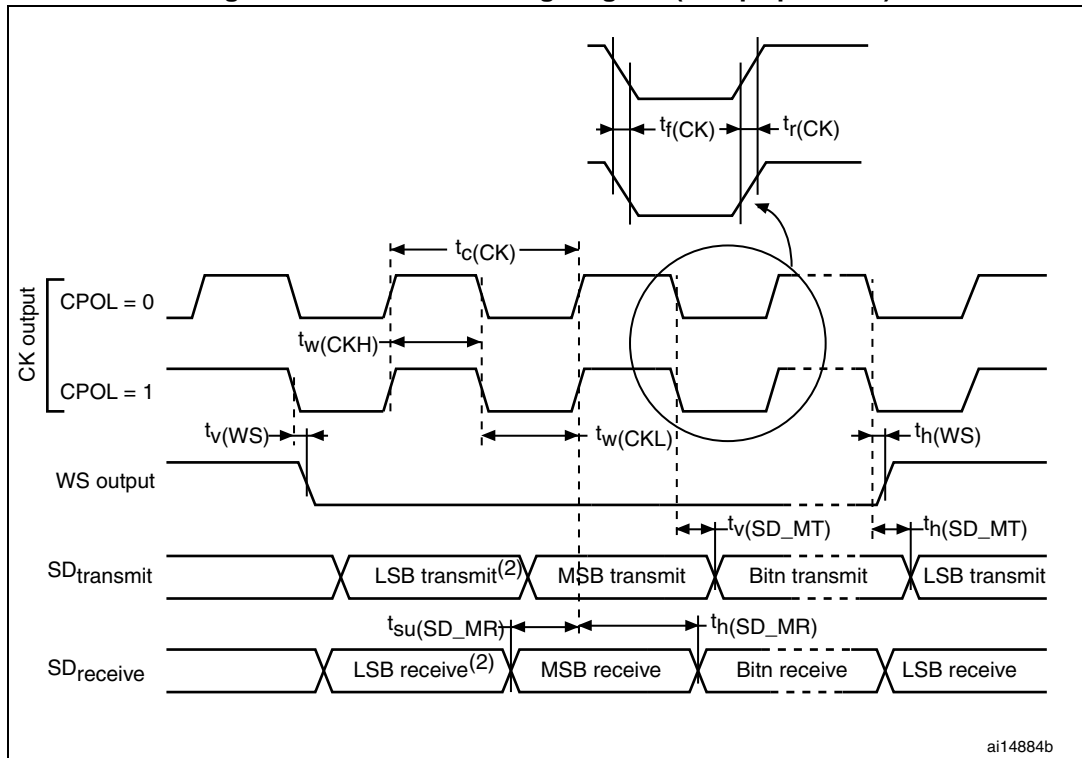 tf(CK)
tr(CK)
tc(CK)
CK output
CPOL = 0
tw(CKH)
CPOL = 1
tv(WS)
tw(CKL)
th(WS)
WS output
tv(SD_MT)
th(SD_MT)
SDtransmit
LSB transmit(2)
MSB transmit
Bitn transmit
LSB transmit
tsu(SD_MR)
th(SD_MR)
SDreceive
LSB receive(2)
MSB receive
Bitn receive
LSB receive
ai14884b